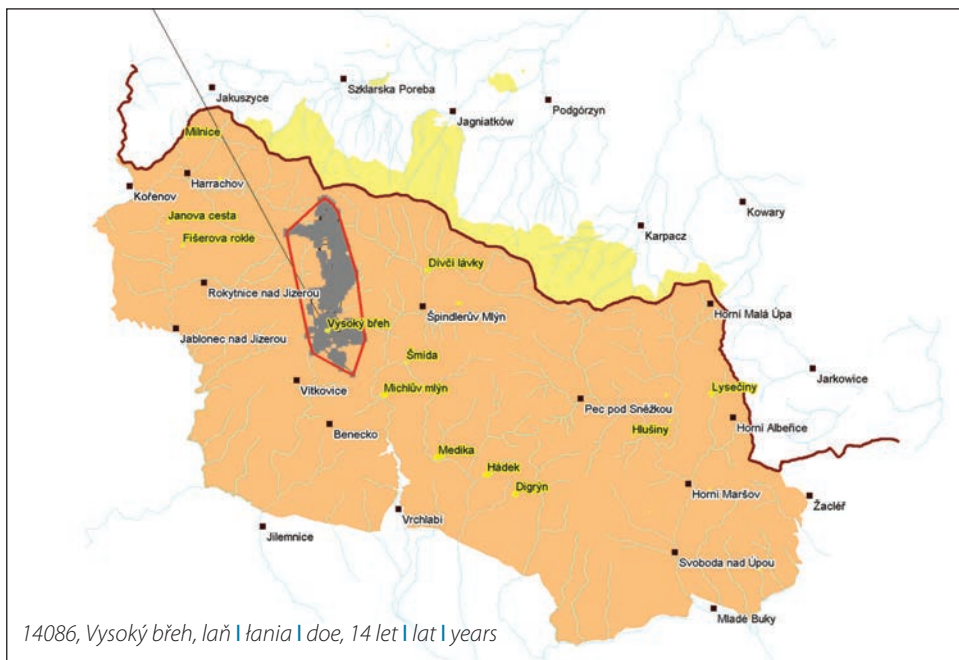 Szklarska Poreba
Jakuszyce
Podgórzyn
Jagniatków
Milnice
Harrachov
Kořenov
Kowary
Janova cesta
Karpacz
Fišerova rokle
Dívčí lávky
Rokytnice nad Jizerou
Horní Malá Úpa
Špindlerův Mlýn
Vysoký břeh
Jablonec nad Jizerou
Šmída
Jarkowice
Vítkovice
Michlův mlýn
Lysečiny
Pec pod Sněžkou
Horní Albeřice
Hlušiny
Benecko
Medika
Hádek
Horní Maršov
Digrýn
Žacléř
Vrchlabí
Jilemnice
Svoboda nad Úpou
Mladé Buky
14086, Vysoký břeh, laň | łania | doe, 14 let | lat | years